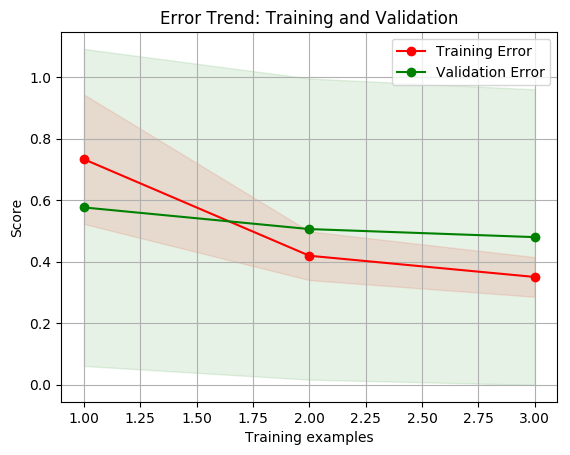 Error Trend: Training and Validation
Training Error
Validation Error
1.0
0.8
0.6
0.4
0.2
0.0
Score
1.00 1.25 1.50 1.75 2.00 2.25 2.50 2.75 3.00
Training examples